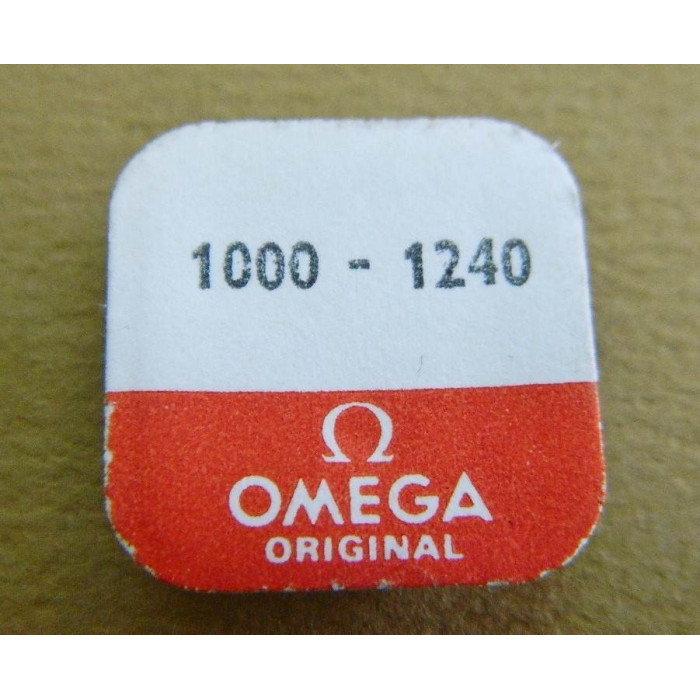 1000 - 1240
Ω
OMEGA
ORIGINAL